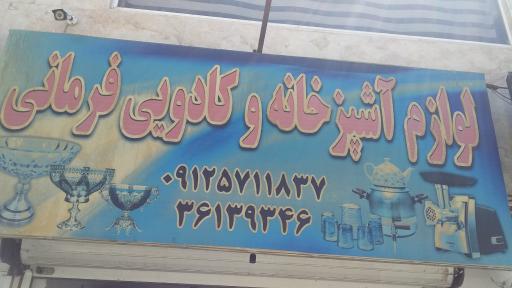 لوازم آشپزخانه و کادویی فرمانی
۰۹۱۲۵۷۱۱۸۳۷
۳۶۱۳۹۳۴۶